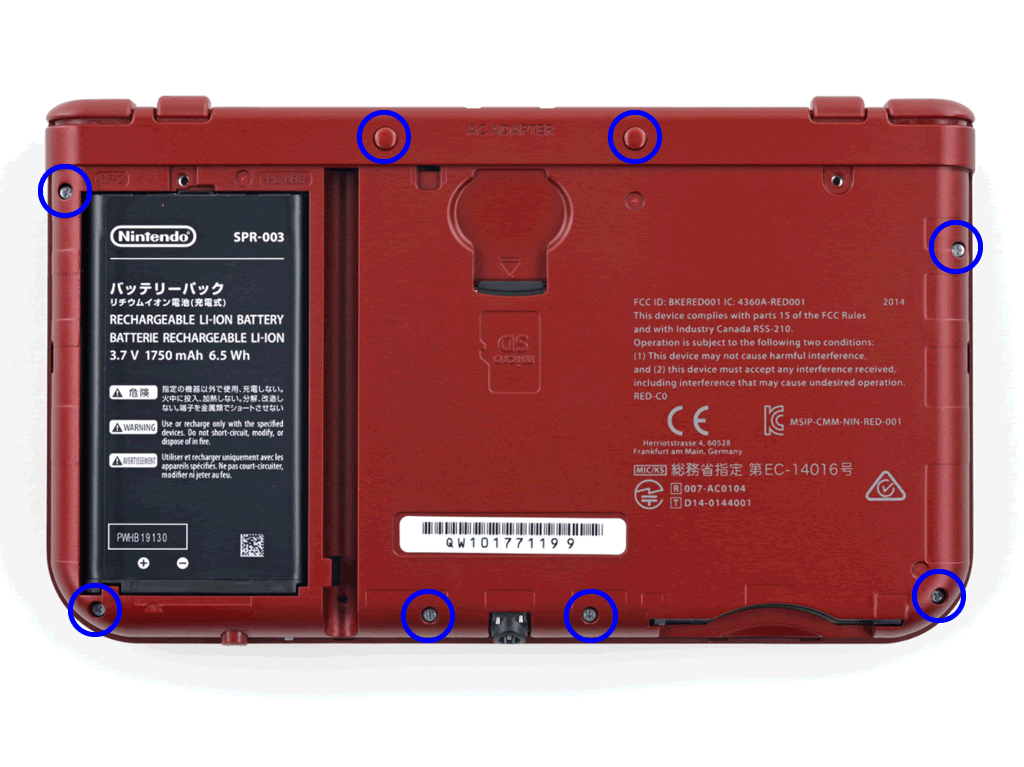 AC ADAPTER
Nintendo
SPR-003
バッテリーパック
リチウムイオン電池(充電式)
RECHARGEABLE LI-ION BATTERY
BATTERIE RECHARGEABLE LI-ION
3.7 V 1750 mAh 6.5 Wh
危険
指定の機器以外で使用、充電しない。
火中に投入、加熱しない。分解、改造し
ない。端子を金属類でショートさせない
WARNING
Use or recharge only with the specified
devices. Do not short-circuit, modify, or
dispose of in fire.
AVERTISSEMENT
Utiliser et recharger uniquement avec les
appareils spécifiés. Ne pas court-circuiter,
modifier ni jeter au feu.
PWHB19130
FCC ID: BKERED001 IC: 4360A-RED001 2014
This device complies with parts 15 of the FCC Rules
and with Industry Canada RSS-210.
Operation is subject to the following two conditions:
(1) This device may not cause harmful interference,
and (2) this device must accept any interference received,
including interference that may cause undesired operation.
RED-C0
CE
MSIP-CMM-NIN-RED-001
Herriotstrasse 4, 60528
Frankfurt am Main, Germany
MIC/KS 総務省指定 第EC-14016号
R 007-AC0104
T D14-0144001
QW101771199